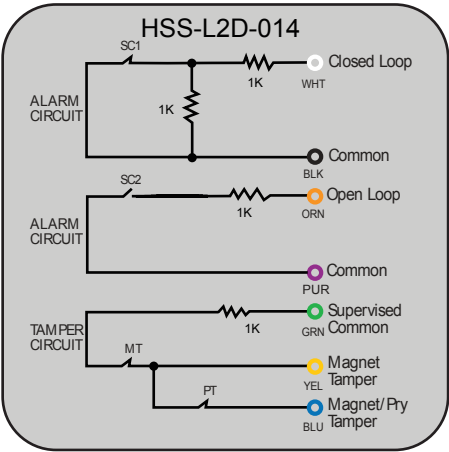 HSS-L2D-014
SC1
Closed Loop
1K
WHT
ALARM
CIRCUIT
1K
Common
BLK
SC2
Open Loop
1K
ORN
ALARM
CIRCUIT
Common
PUR
Supervised
Common
1K
GRN
TAMPER
CIRCUIT
MT
Magnet
Tamper
YEL
PT
Magnet/Pry
Tamper
BLU